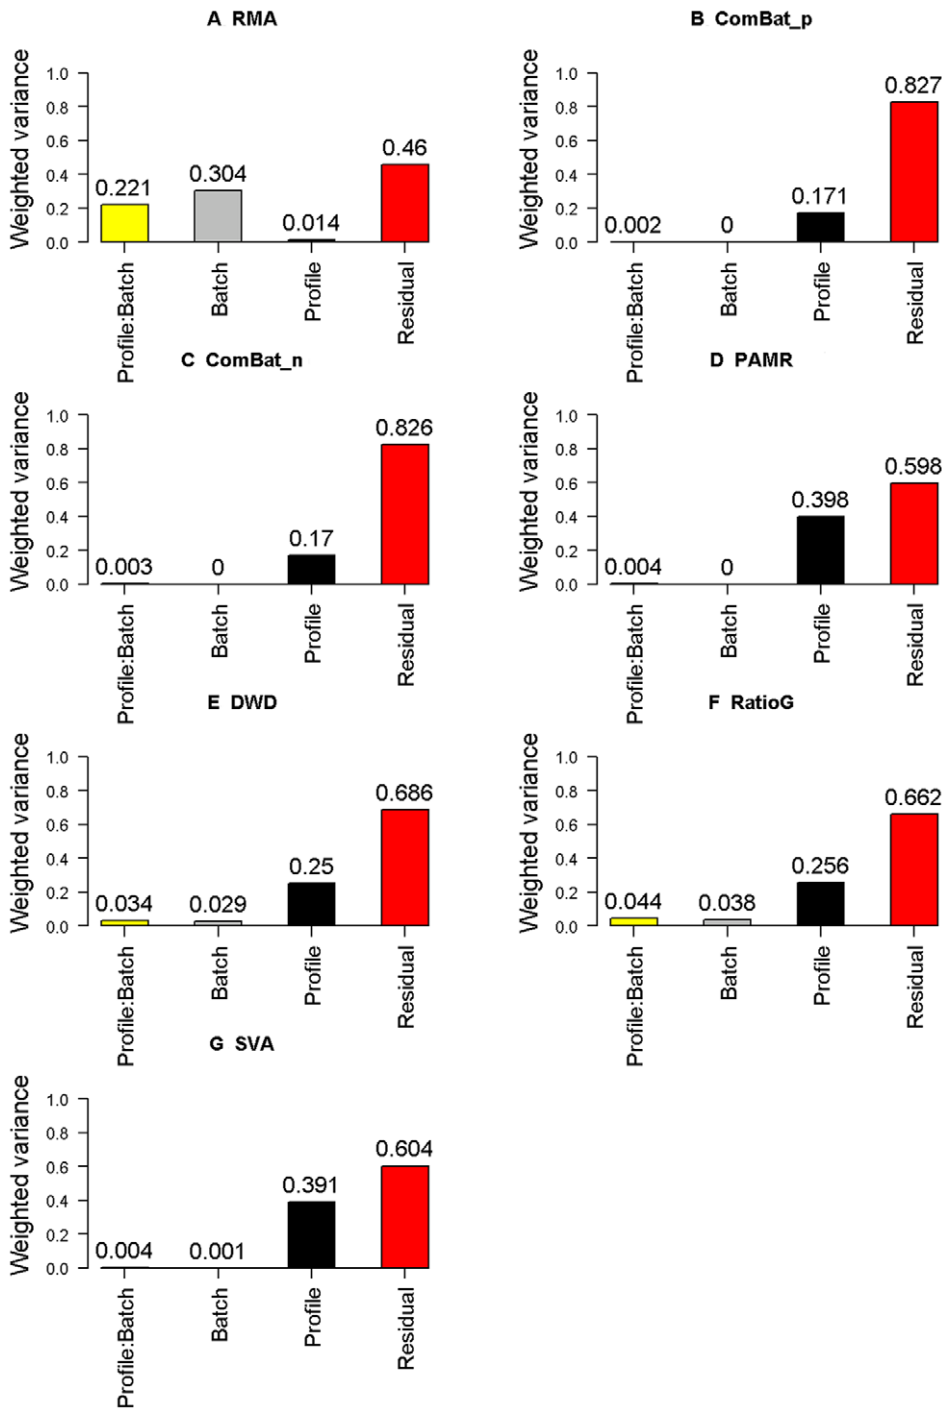 A RMA
Weighted variance
1.0
0.8
0.6
0.4
0.2
0.0
0.221
0.304
0.014
0.46
Profile:Batch
Batch
Profile
Residual
B ComBat_p
Weighted variance
1.0
0.8
0.6
0.4
0.2
0.0
0.002
0
0.171
0.827
Profile:Batch
Batch
Profile
Residual
C ComBat_n
Weighted variance
1.0
0.8
0.6
0.4
0.2
0.0
0.003
0
0.17
0.826
Profile:Batch
Batch
Profile
Residual
D PAMR
Weighted variance
1.0
0.8
0.6
0.4
0.2
0.0
0.004
0
0.398
0.598
Profile:Batch
Batch
Profile
Residual
E DWD
Weighted variance
1.0
0.8
0.6
0.4
0.2
0.0
0.034
0.029
0.25
0.686
Profile:Batch
Batch
Profile
Residual
F RatioG
Weighted variance
1.0
0.8
0.6
0.4
0.2
0.0
0.044
0.038
0.256
0.662
Profile:Batch
Batch
Profile
Residual
G SVA
Weighted variance
1.0
0.8
0.6
0.4
0.2
0.0
0.004
0.001
0.391
0.604
Profile:Batch
Batch
Profile
Residual